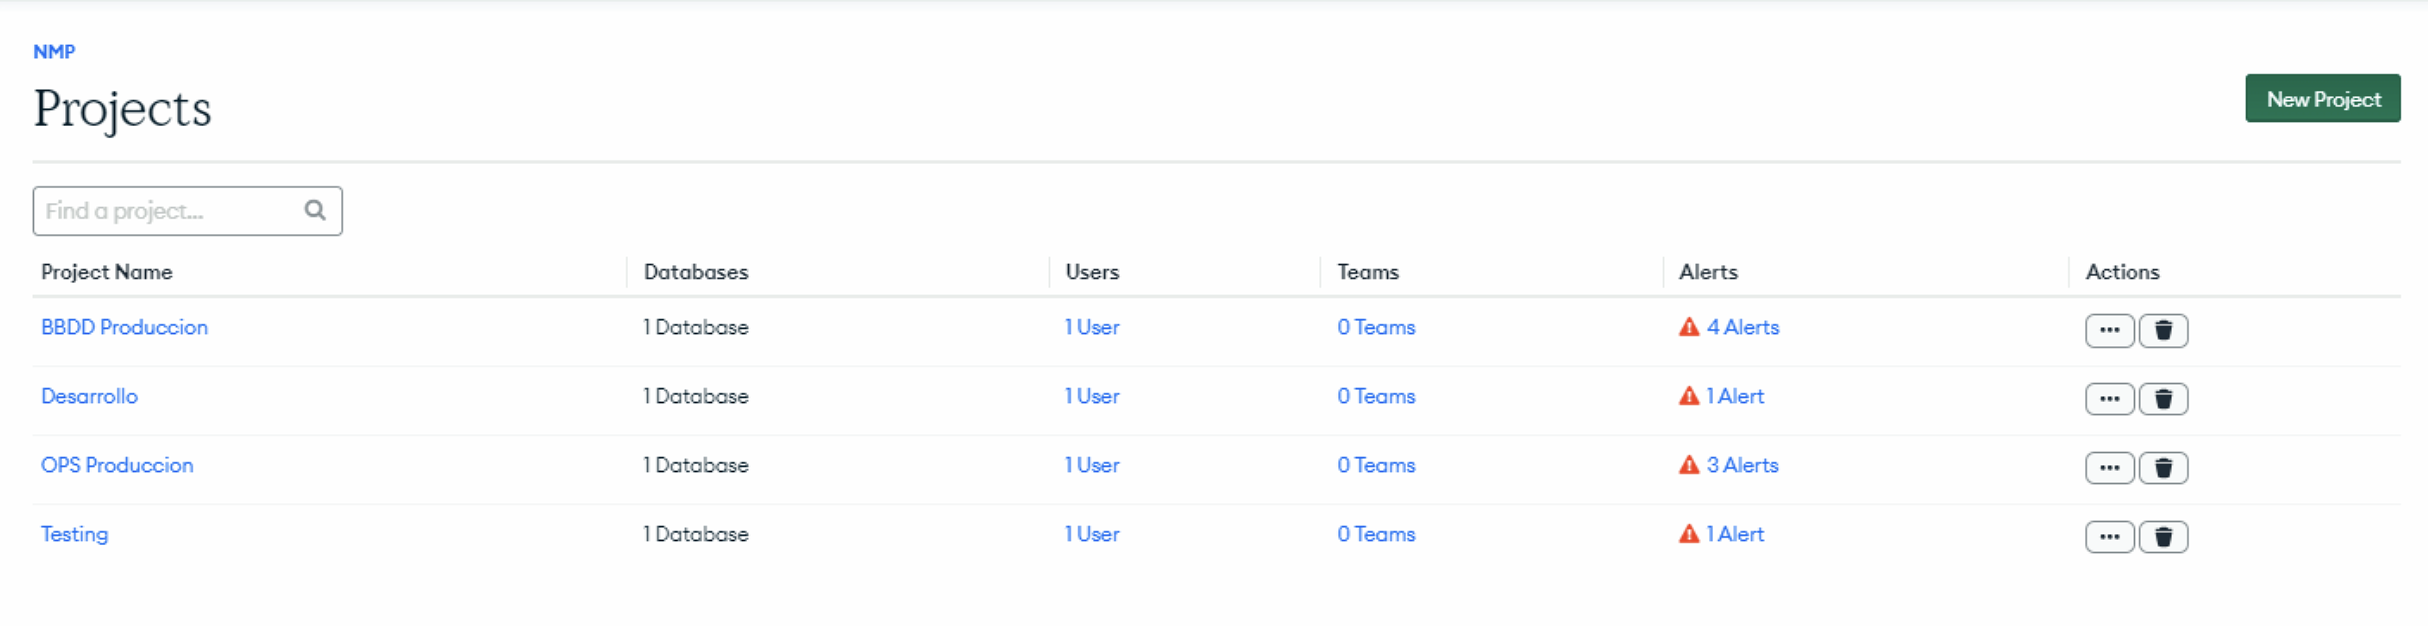 NMP
Projects
New Project
Find a project...
Project Name Databases Users Teams Alerts Actions
BBDD Produccion 1 Database 1 User 0 Teams 4 Alerts
Desarrollo 1 Database 1 User 0 Teams 1 Alert
OPS Produccion 1 Database 1 User 0 Teams 3 Alerts
Testing 1 Database 1 User 0 Teams 1 Alert